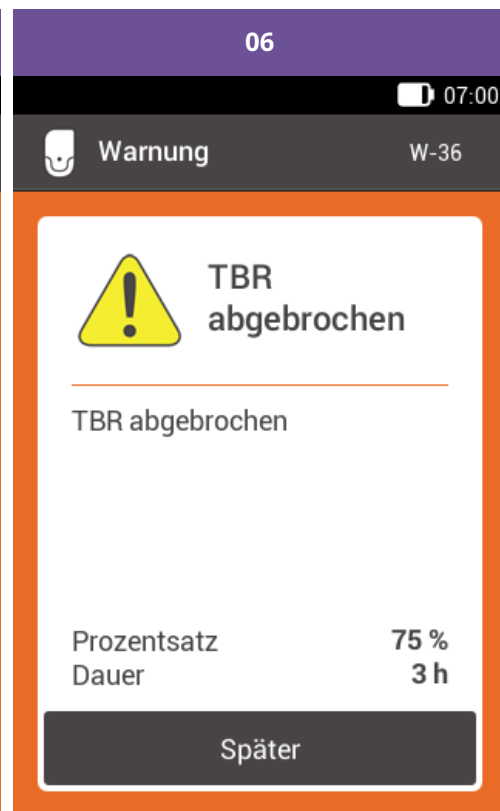 06
07:00
Warnung W-36
TBR
abgebrochen
TBR abgebrochen
Prozentsatz 75 %
Dauer 3 h
Später